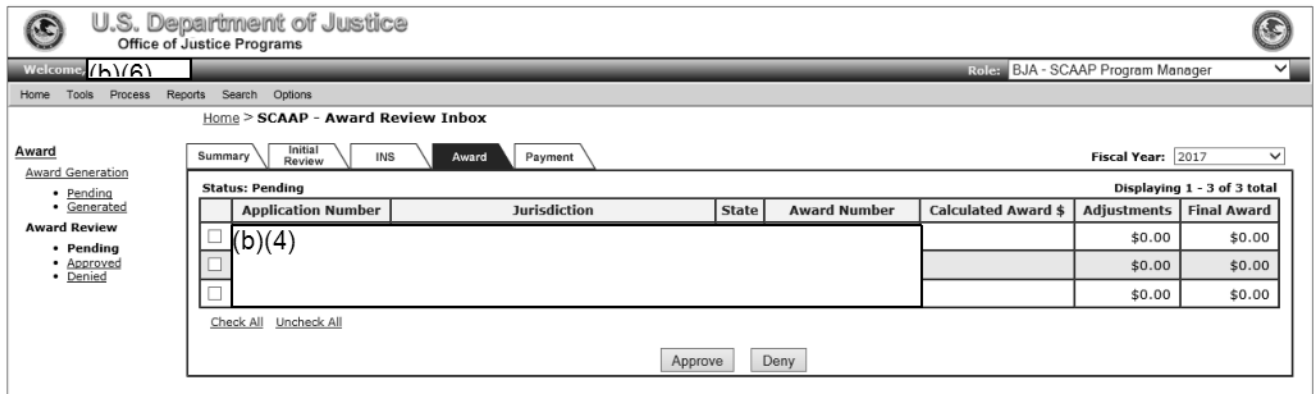 U.S. Department of Justice
Office of Justice Programs
Welcome, (b)(6) Role: BJA - SCAAP Program Manager
Home Tools Process Reports Search Options
Home > SCAAP - Award Review Inbox
Award
Award Generation
• Pending
• Generated
Award Review
• Pending
• Approved
• Denied
Summary Initial Review INS Award Payment Fiscal Year: 2017
Status: Pending Displaying 1 - 3 of 3 total
Application Number Jurisdiction State Award Number Calculated Award $ Adjustments Final Award
(b)(4) $0.00 $0.00
$0.00 $0.00
$0.00 $0.00
Check All Uncheck All
Approve Deny